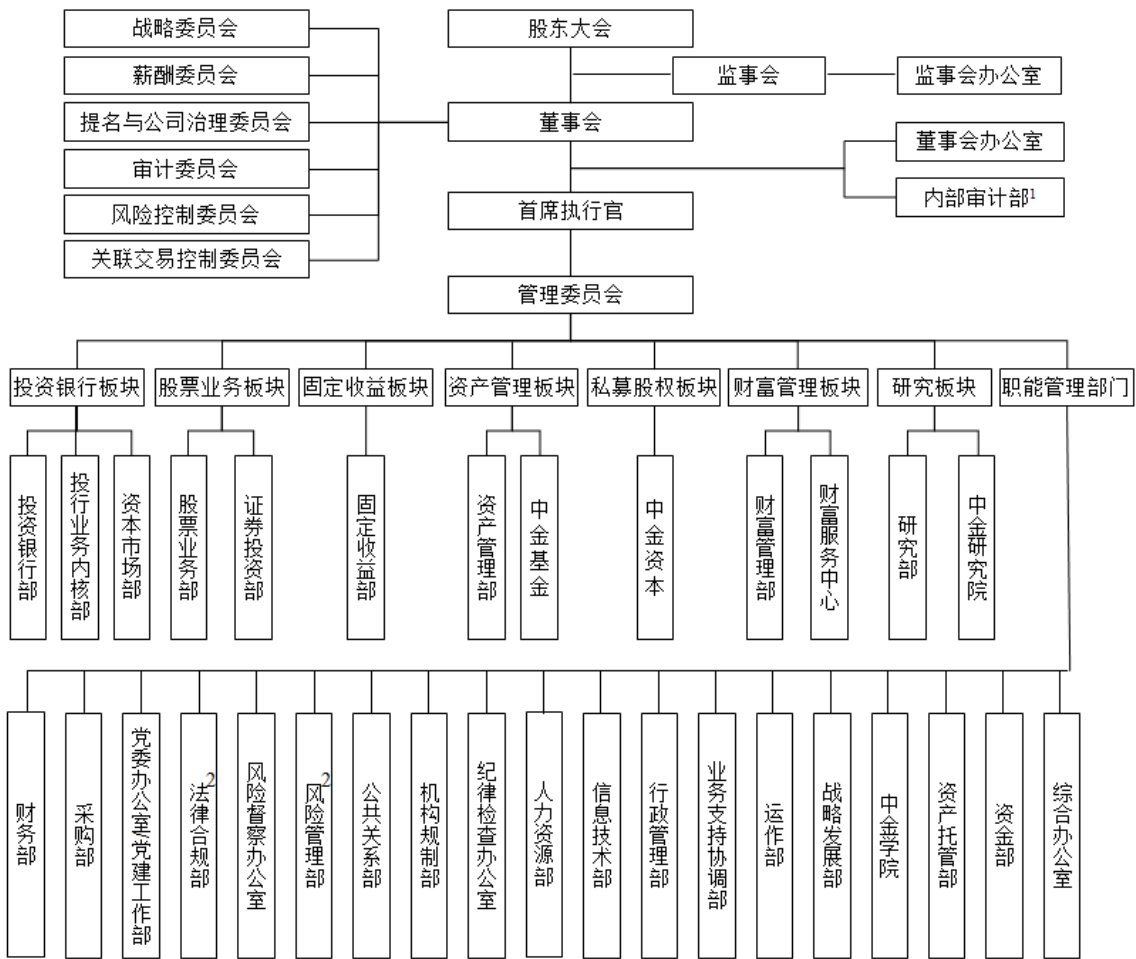 战略委员会
股东大会
薪酬委员会
监事会
监事会办公室
提名与公司治理委员会
董事会
董事会办公室
审计委员会
内部审计部1
风险控制委员会
首席执行官
关联交易控制委员会
管理委员会
投资银行板块
股票业务板块
固定收益板块
资产管理板块
私募股权板块
财富管理板块
研究板块
职能管理部门
投资银行部
投行业务内核部
资本市场部
股票业务部
证券投资部
固定收益部
资产管理部
中金基金
中金资本
财富管理部
财富服务中心
研究部
中金研究院
财务部
采购部
党委办公室/党建工作部
法律合规部2
风险督察办公室
风险管理部2
公共关系部
机构规制部
纪律检查办公室
人力资源部
信息技术部
行政管理部
业务支持协调部
运作部
战略发展部
中金学院
资产托管部
资金部
综合办公室